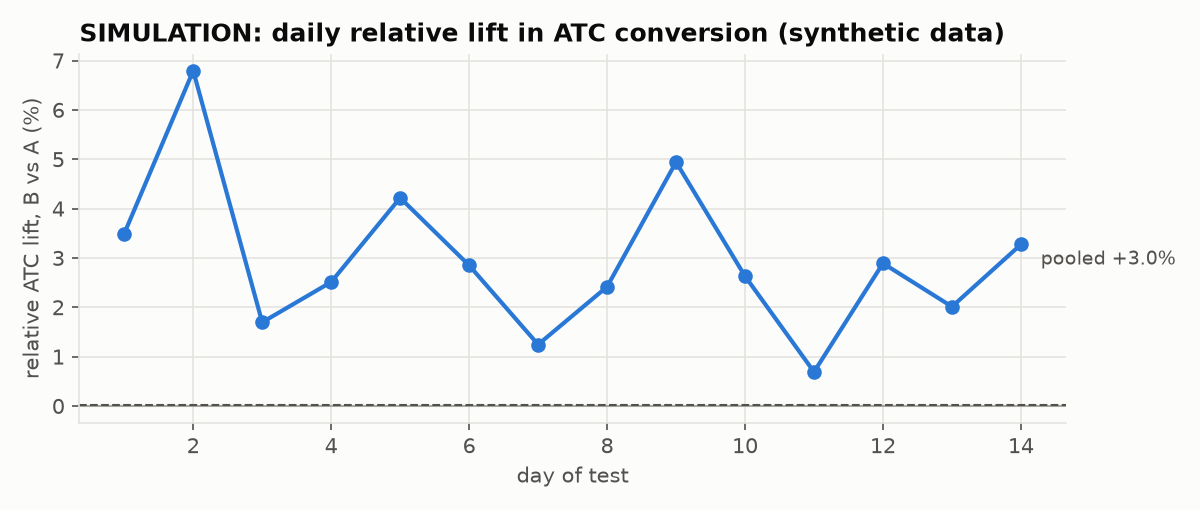 SIMULATION: daily relative lift in ATC conversion (synthetic data)
relative ATC lift, B vs A (%)
7
6
5
4
3
2
1
0
pooled +3.0%
2 4 6 8 10 12 14
day of test